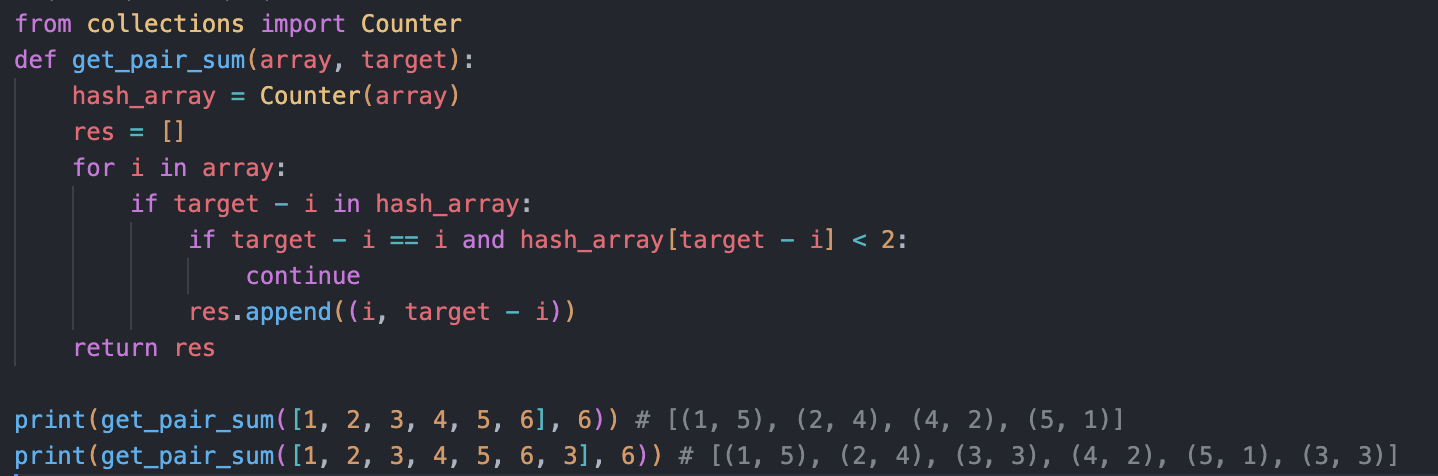 from collections import Counter
def get_pair_sum(array, target):
    hash_array = Counter(array)
    res = []
    for i in array:
        if target - i in hash_array:
            if target - i == i and hash_array[target - i] < 2:
                continue
            res.append((i, target - i))
    return res

print(get_pair_sum([1, 2, 3, 4, 5, 6], 6)) # [(1, 5), (2, 4), (4, 2), (5, 1)]
print(get_pair_sum([1, 2, 3, 4, 5, 6, 3], 6)) # [(1, 5), (2, 4), (3, 3), (4, 2), (5, 1), (3, 3)]